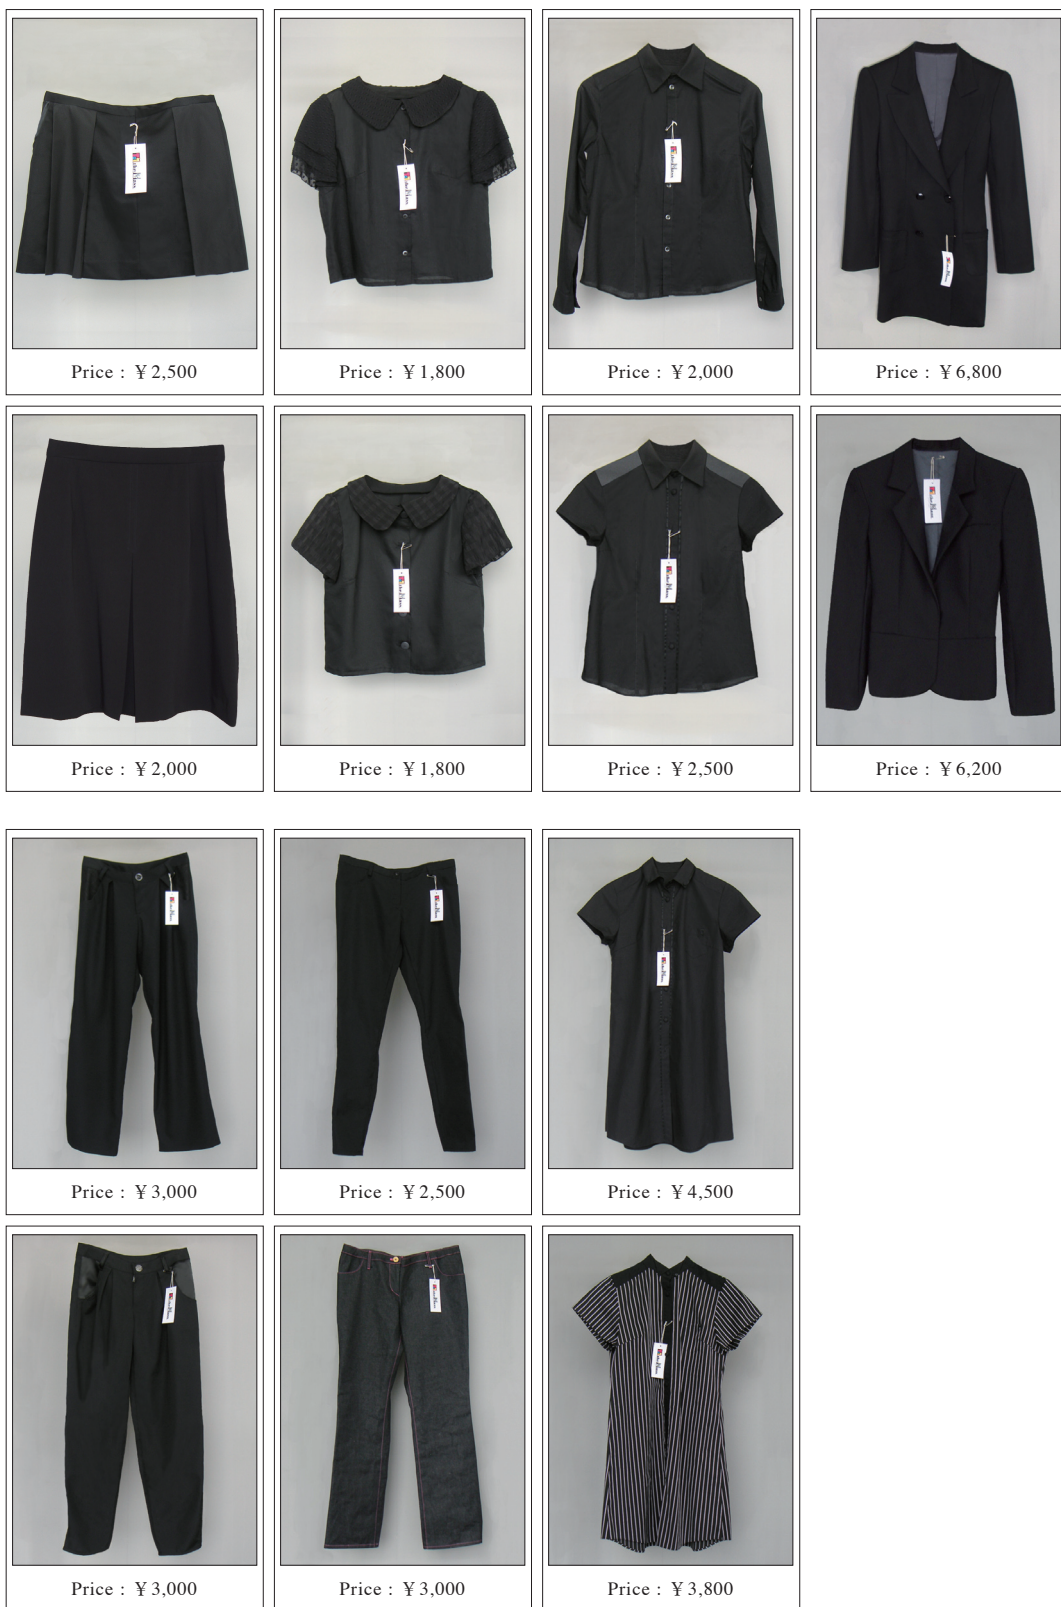 Price : ¥ 2,500
Price : ¥ 1,800
Price : ¥ 2,000
Price : ¥ 6,800
Price : ¥ 2,000
Price : ¥ 1,800
Price : ¥ 2,500
Price : ¥ 6,200
Price : ¥ 3,000
Price : ¥ 2,500
Price : ¥ 4,500
Price : ¥ 3,000
Price : ¥ 3,000
Price : ¥ 3,800